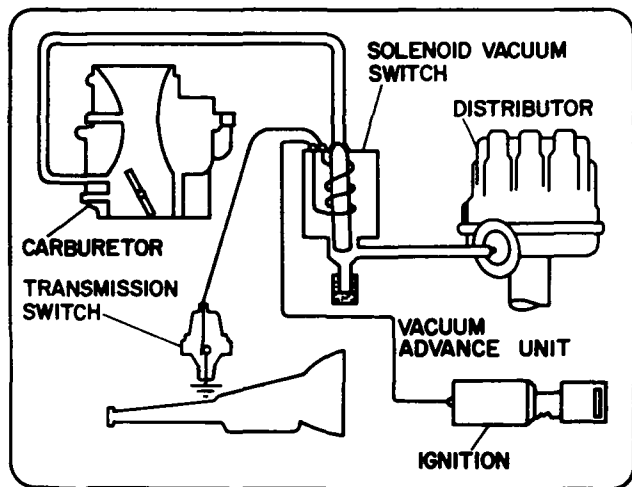 SOLENOID VACUUM
SWITCH
DISTRIBUTOR
CARBURETOR
TRANSMISSION
SWITCH
VACUUM
ADVANCE UNIT
IGNITION